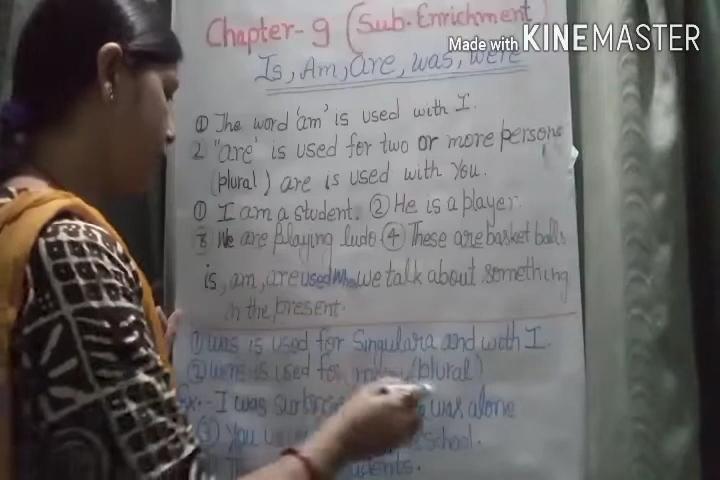 Chapter-9 (Sub-Enrichment)
Made with KINEMASTER
Is, Am, are, was, were
① The word 'am' is used with I.
2 "are" is used for two or more persons
(plural) are is used with You.
① I am a student. ② He is a player.
3 We are playing ludo ④ These are basket balls
is, am, are used when we talk about something
in the present.
① was is used for Singulara and with I.
② were is used for (plural)
Ex:- I was was alone
③ You school.